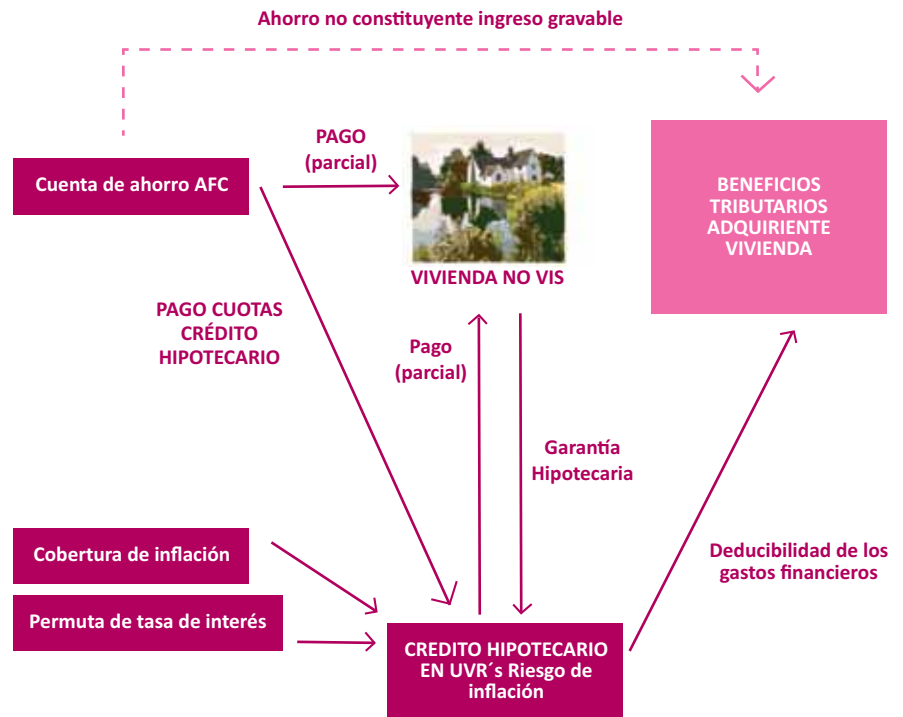 Ahorro no constituyente ingreso gravable
PAGO
(parcial)
Cuenta de ahorro AFC
BENEFICIOS
TRIBUTARIOS
ADQUIRIENTE
VIVIENDA
VIVIENDA NO VIS
PAGO CUOTAS
CRÉDITO
HIPOTECARIO
Pago
(parcial)
Garantía
Hipotecaria
Cobertura de inflación
Deducibilidad de los
gastos financieros
Permuta de tasa de interés
CREDITO HIPOTECARIO
EN UVR´s Riesgo de
inflación